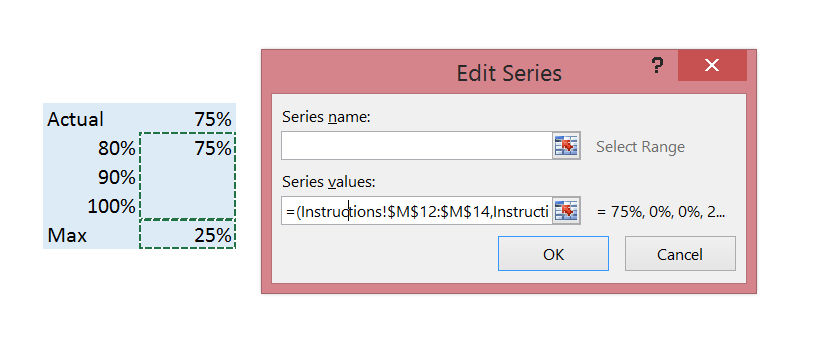 Actual 75%
80% 75%
90%
100%
Max 25%
Edit Series
?
Series name:
Select Range
Series values:
=(Instructions!$M$12:$M$14,Instructi
= 75%, 0%, 0%, 2...
OK Cancel